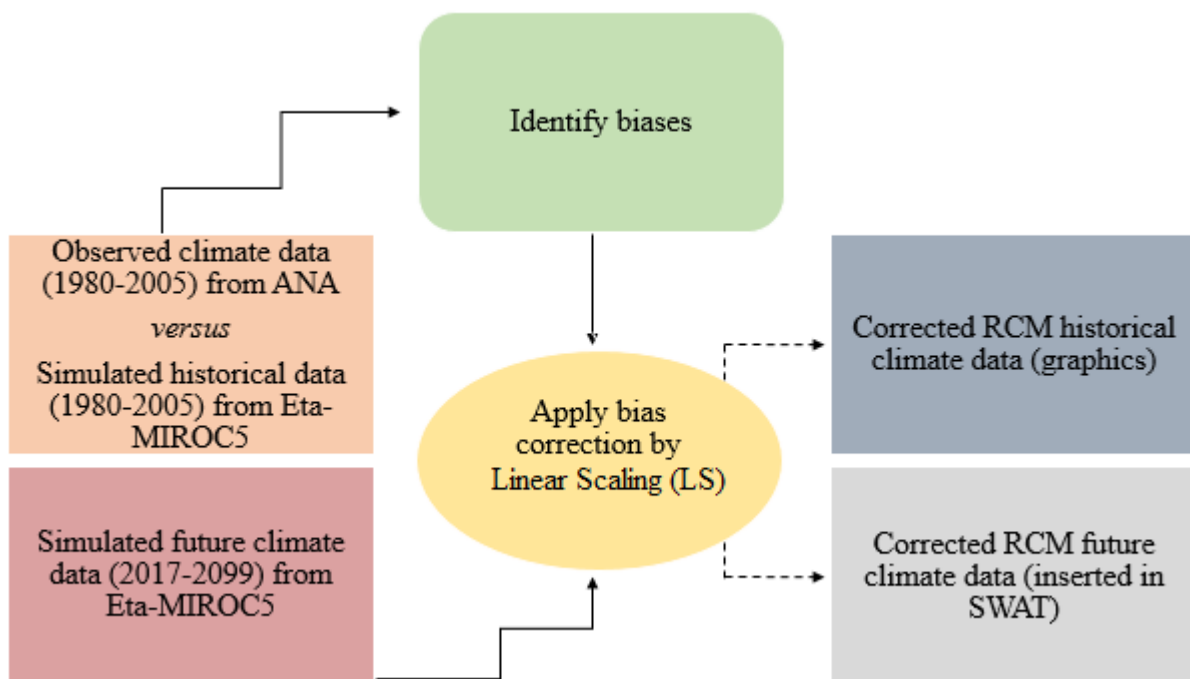 Identify biases
Observed climate data
(1980-2005) from ANA
versus
Simulated historical data
(1980-2005) from Eta-
MIROC5
Simulated future climate
data (2017-2099) from
Eta-MIROC5
Apply bias
correction by
Linear Scaling (LS)
Corrected RCM historical
climate data (graphics)
Corrected RCM future
climate data (inserted in
SWAT)